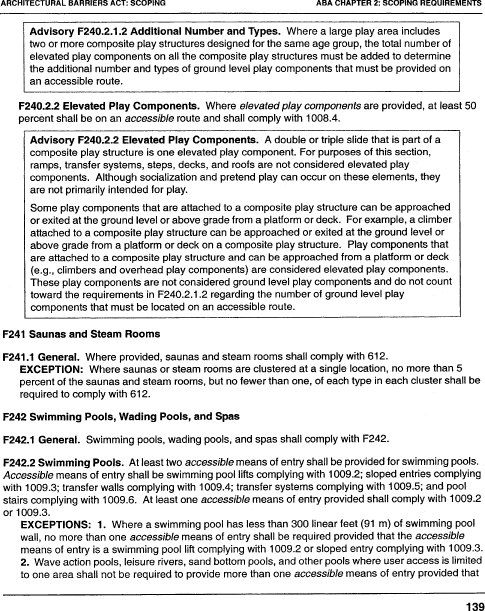 ARCHITECTURAL BARRIERS ACT: SCOPING ABA CHAPTER 2: SCOPING REQUIREMENTS
Advisory F240.2.1.2 Additional Number and Types. Where a large play area includes
two or more composite play structures designed for the same age group, the total number of
elevated play components on all the composite play structures must be added to determine
the additional number and types of ground level play components that must be provided on
an accessible route.
F240.2.2 Elevated Play Components. Where elevated play components are provided, at least 50
percent shall be on an accessible route and shall comply with 1008.4.
Advisory F240.2.2 Elevated Play Components. A double or triple slide that is part of a
composite play structure is one elevated play component. For purposes of this section,
ramps, transfer systems, steps, decks, and roofs are not considered elevated play
components. Although socialization and pretend play can occur on these elements, they
are not primarily intended for play.
Some play components that are attached to a composite play structure can be approached
or exited at the ground level or above grade from a platform or deck. For example, a climber
attached to a composite play structure can be approached or exited at the ground level or
above grade from a platform or deck on a composite play structure. Play components that
are attached to a composite play structure and can be approached from a platform or deck
(e.g., climbers and overhead play components) are considered elevated play components.
These play components are not considered ground level play components and do not count
toward the requirements in F240.2.1.2 regarding the number of ground level play
components that must be located on an accessible route.
F241 Saunas and Steam Rooms
F241.1 General. Where provided, saunas and steam rooms shall comply with 612.
EXCEPTION: Where saunas or steam rooms are clustered at a single location, no more than 5
percent of the saunas and steam rooms, but no fewer than one, of each type in each cluster shall be
required to comply with 612.
F242 Swimming Pools, Wading Pools, and Spas
F242.1 General. Swimming pools, wading pools, and spas shall comply with F242.
F242.2 Swimming Pools. At least two accessible means of entry shall be provided for swimming pools.
Accessible means of entry shall be swimming pool lifts complying with 1009.2; sloped entries complying
with 1009.3; transfer walls complying with 1009.4; transfer systems complying with 1009.5; and pool
stairs complying with 1009.6. At least one accessible means of entry provided shall comply with 1009.2
or 1009.3.
EXCEPTIONS: 1. Where a swimming pool has less than 300 linear feet (91 m) of swimming pool
wall, no more than one accessible means of entry shall be required provided that the accessible
means of entry is a swimming pool lift complying with 1009.2 or sloped entry complying with 1009.3.
2. Wave action pools, leisure rivers, sand bottom pools, and other pools where user access is limited
to one area shall not be required to provide more than one accessible means of entry provided that
139